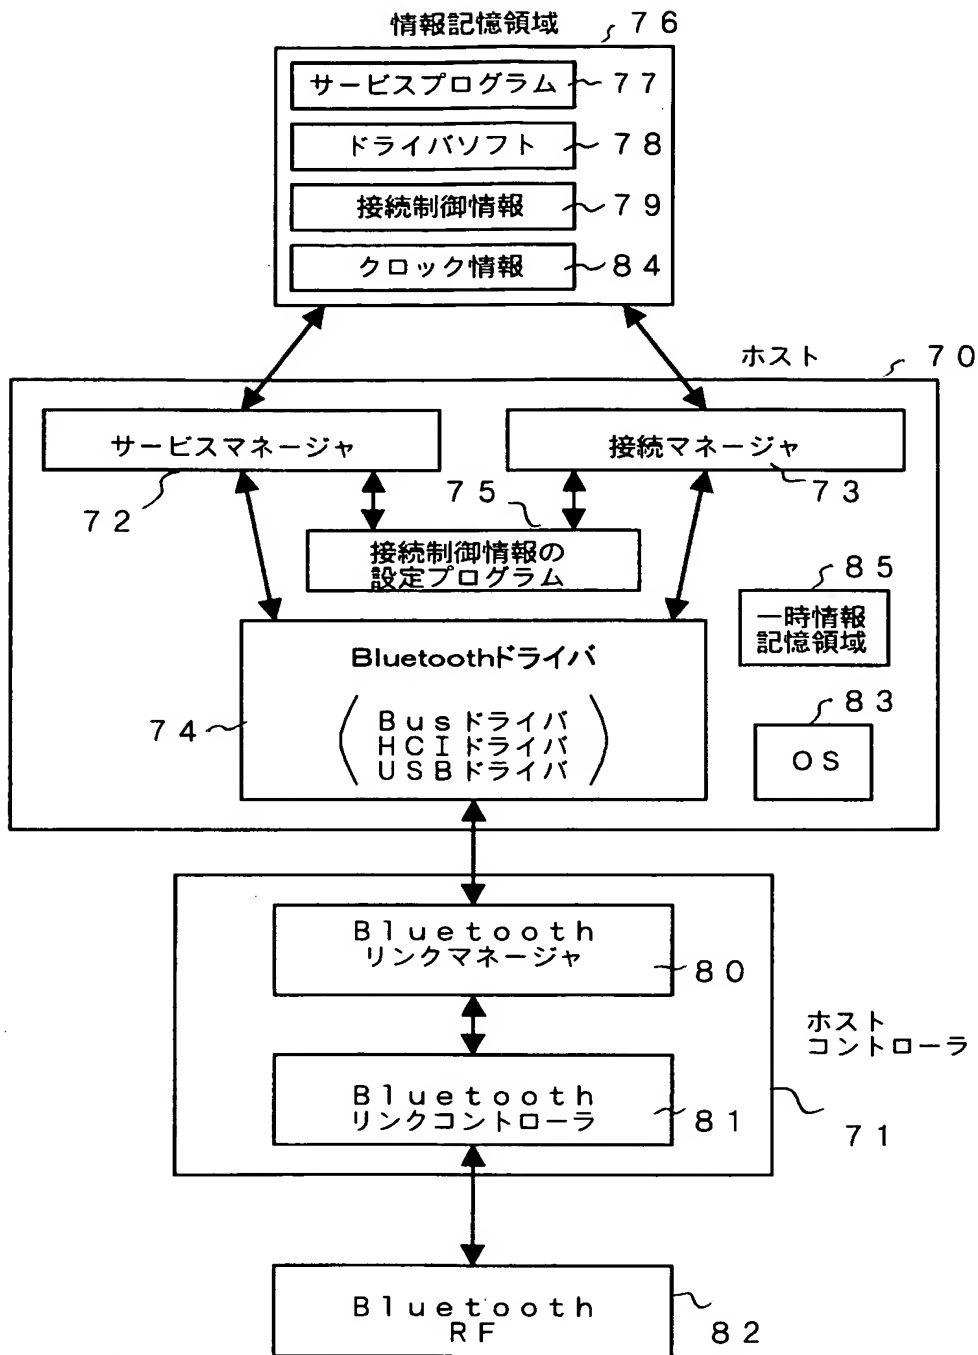 情報記憶領域 76
サービスプログラム 77
ドライバソフト 78
接続制御情報 79
クロック情報 84
ホスト 70
サービスマネージャ
接続マネージャ
72
75
73
接続制御情報の
設定プログラム
85
一時情報
記憶領域
Bluetoothドライバ
74
Busドライバ
HCIドライバ
USBドライバ
83
OS
Bluetooth
リンクマネージャ
80
ホスト
コントローラ
Bluetooth
リンクコントローラ
81
71
Bluetooth
RF
82